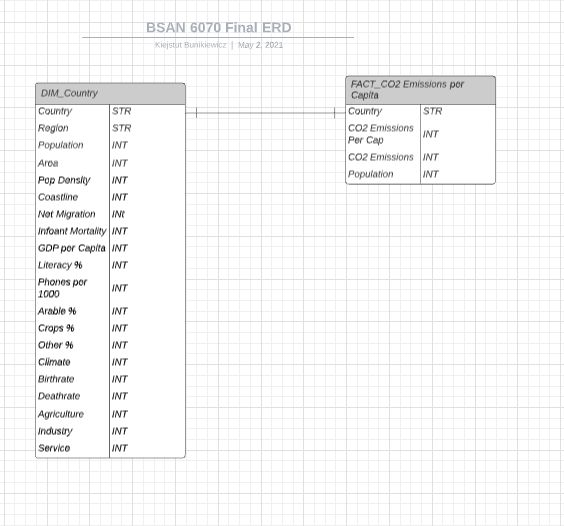 BSAN 6070 Final ERD
Kiejstut Bunikiewicz | May 2, 2021
DIM_Country
Country STR
Region STR
Population INT
Area INT
Pop Density INT
Coastline INT
Net Migration INt
Infoant Mortality INT
GDP per Capita INT
Literacy % INT
Phones per
1000 INT
Arable % INT
Crops % INT
Other % INT
Climate INT
Birthrate INT
Deathrate INT
Agriculture INT
Industry INT
Service INT
FACT_CO2 Emissions per
Capita
Country STR
CO2 Emissions
Per Cap INT
CO2 Emissions INT
Population INT